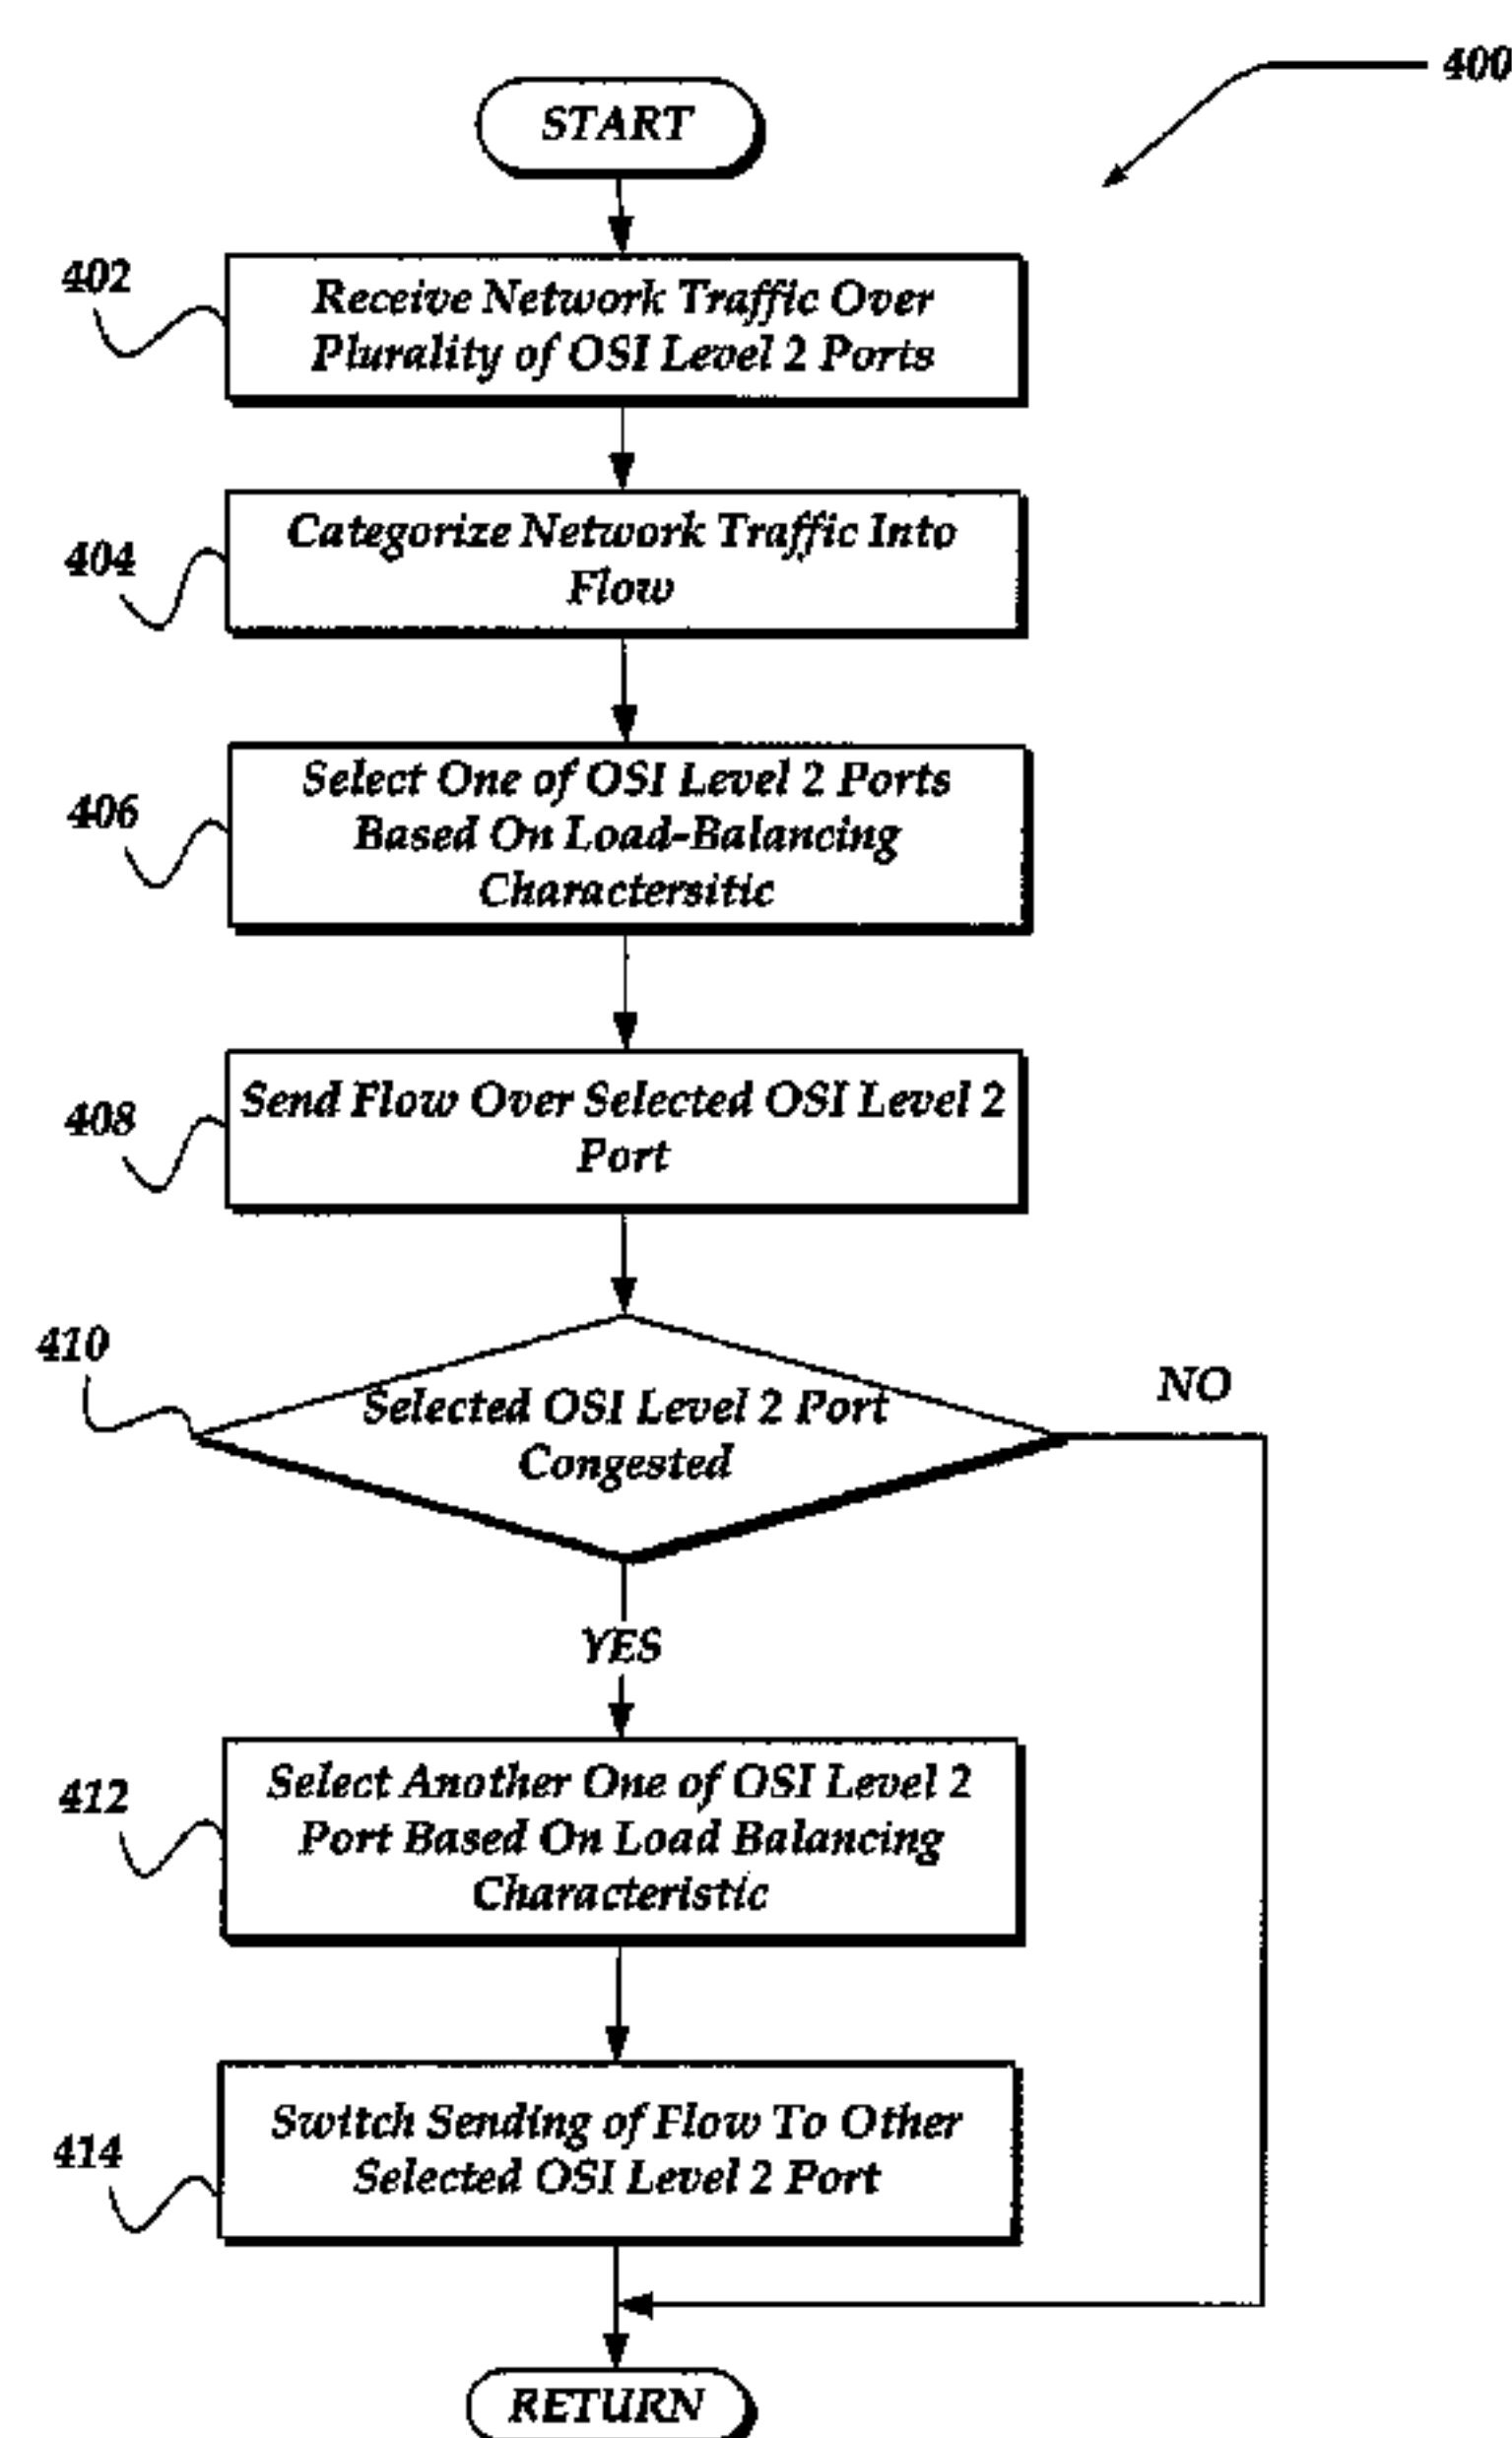 400
START
402
Receive Network Traffic Over
Plurality of OSI Level 2 Ports
404
Categorize Network Traffic Into
Flow
406
Select One of OSI Level 2 Ports
Based On Load-Balancing
Charactersitic
408
Send Flow Over Selected OSI Level 2
Port
410
Selected OSI Level 2 Port
Congested
NO
YES
412
Select Another One of OSI Level 2
Port Based On Load Balancing
Characteristic
414
Switch Sending of Flow To Other
Selected OSI Level 2 Port
RETURN